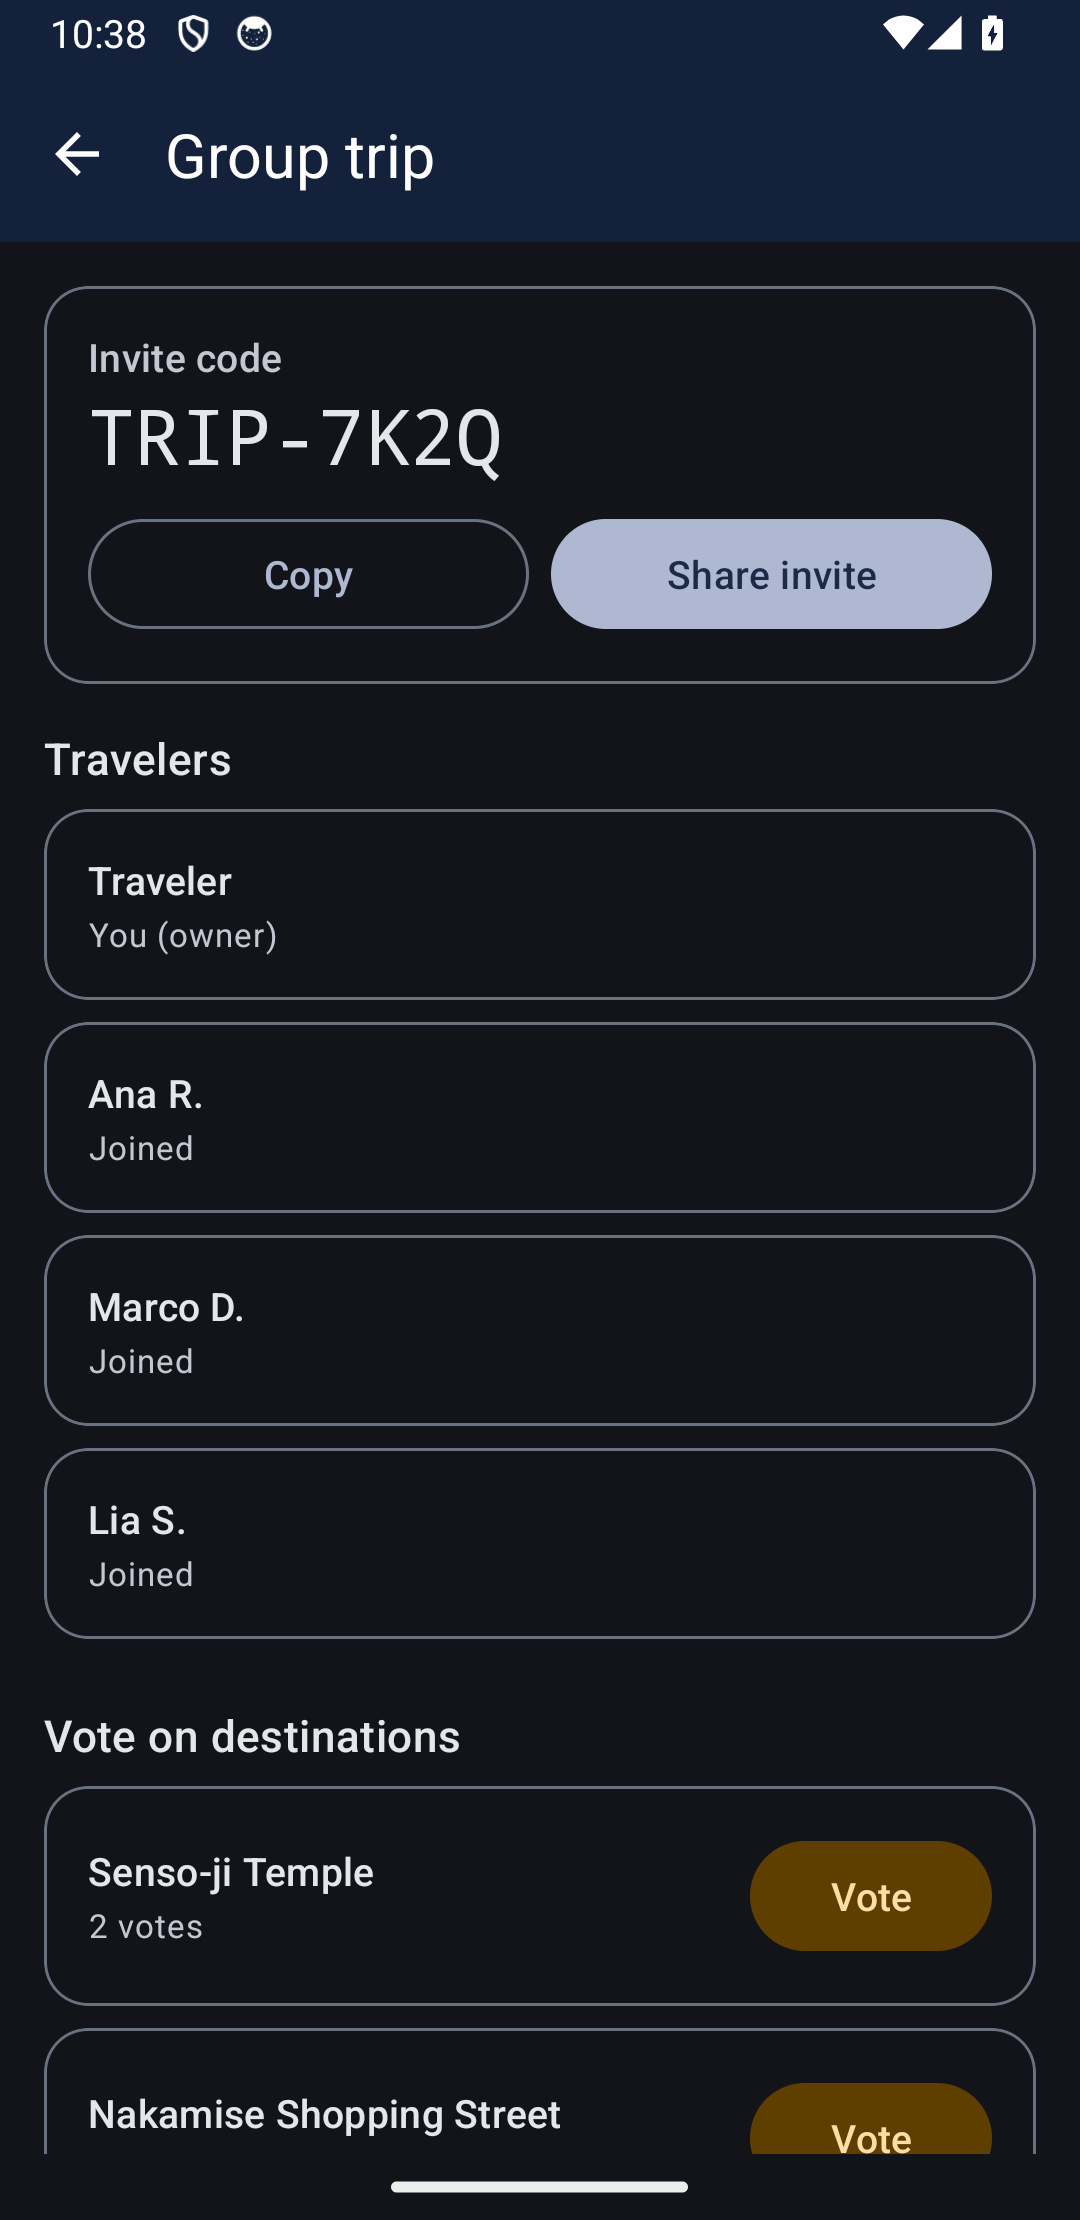 10:38
Group trip
Invite code
TRIP-7K2Q
Copy
Share invite
Travelers
Traveler
You (owner)
Ana R.
Joined
Marco D.
Joined
Lia S.
Joined
Vote on destinations
Senso-ji Temple
2 votes
Vote
Nakamise Shopping Street
Vote